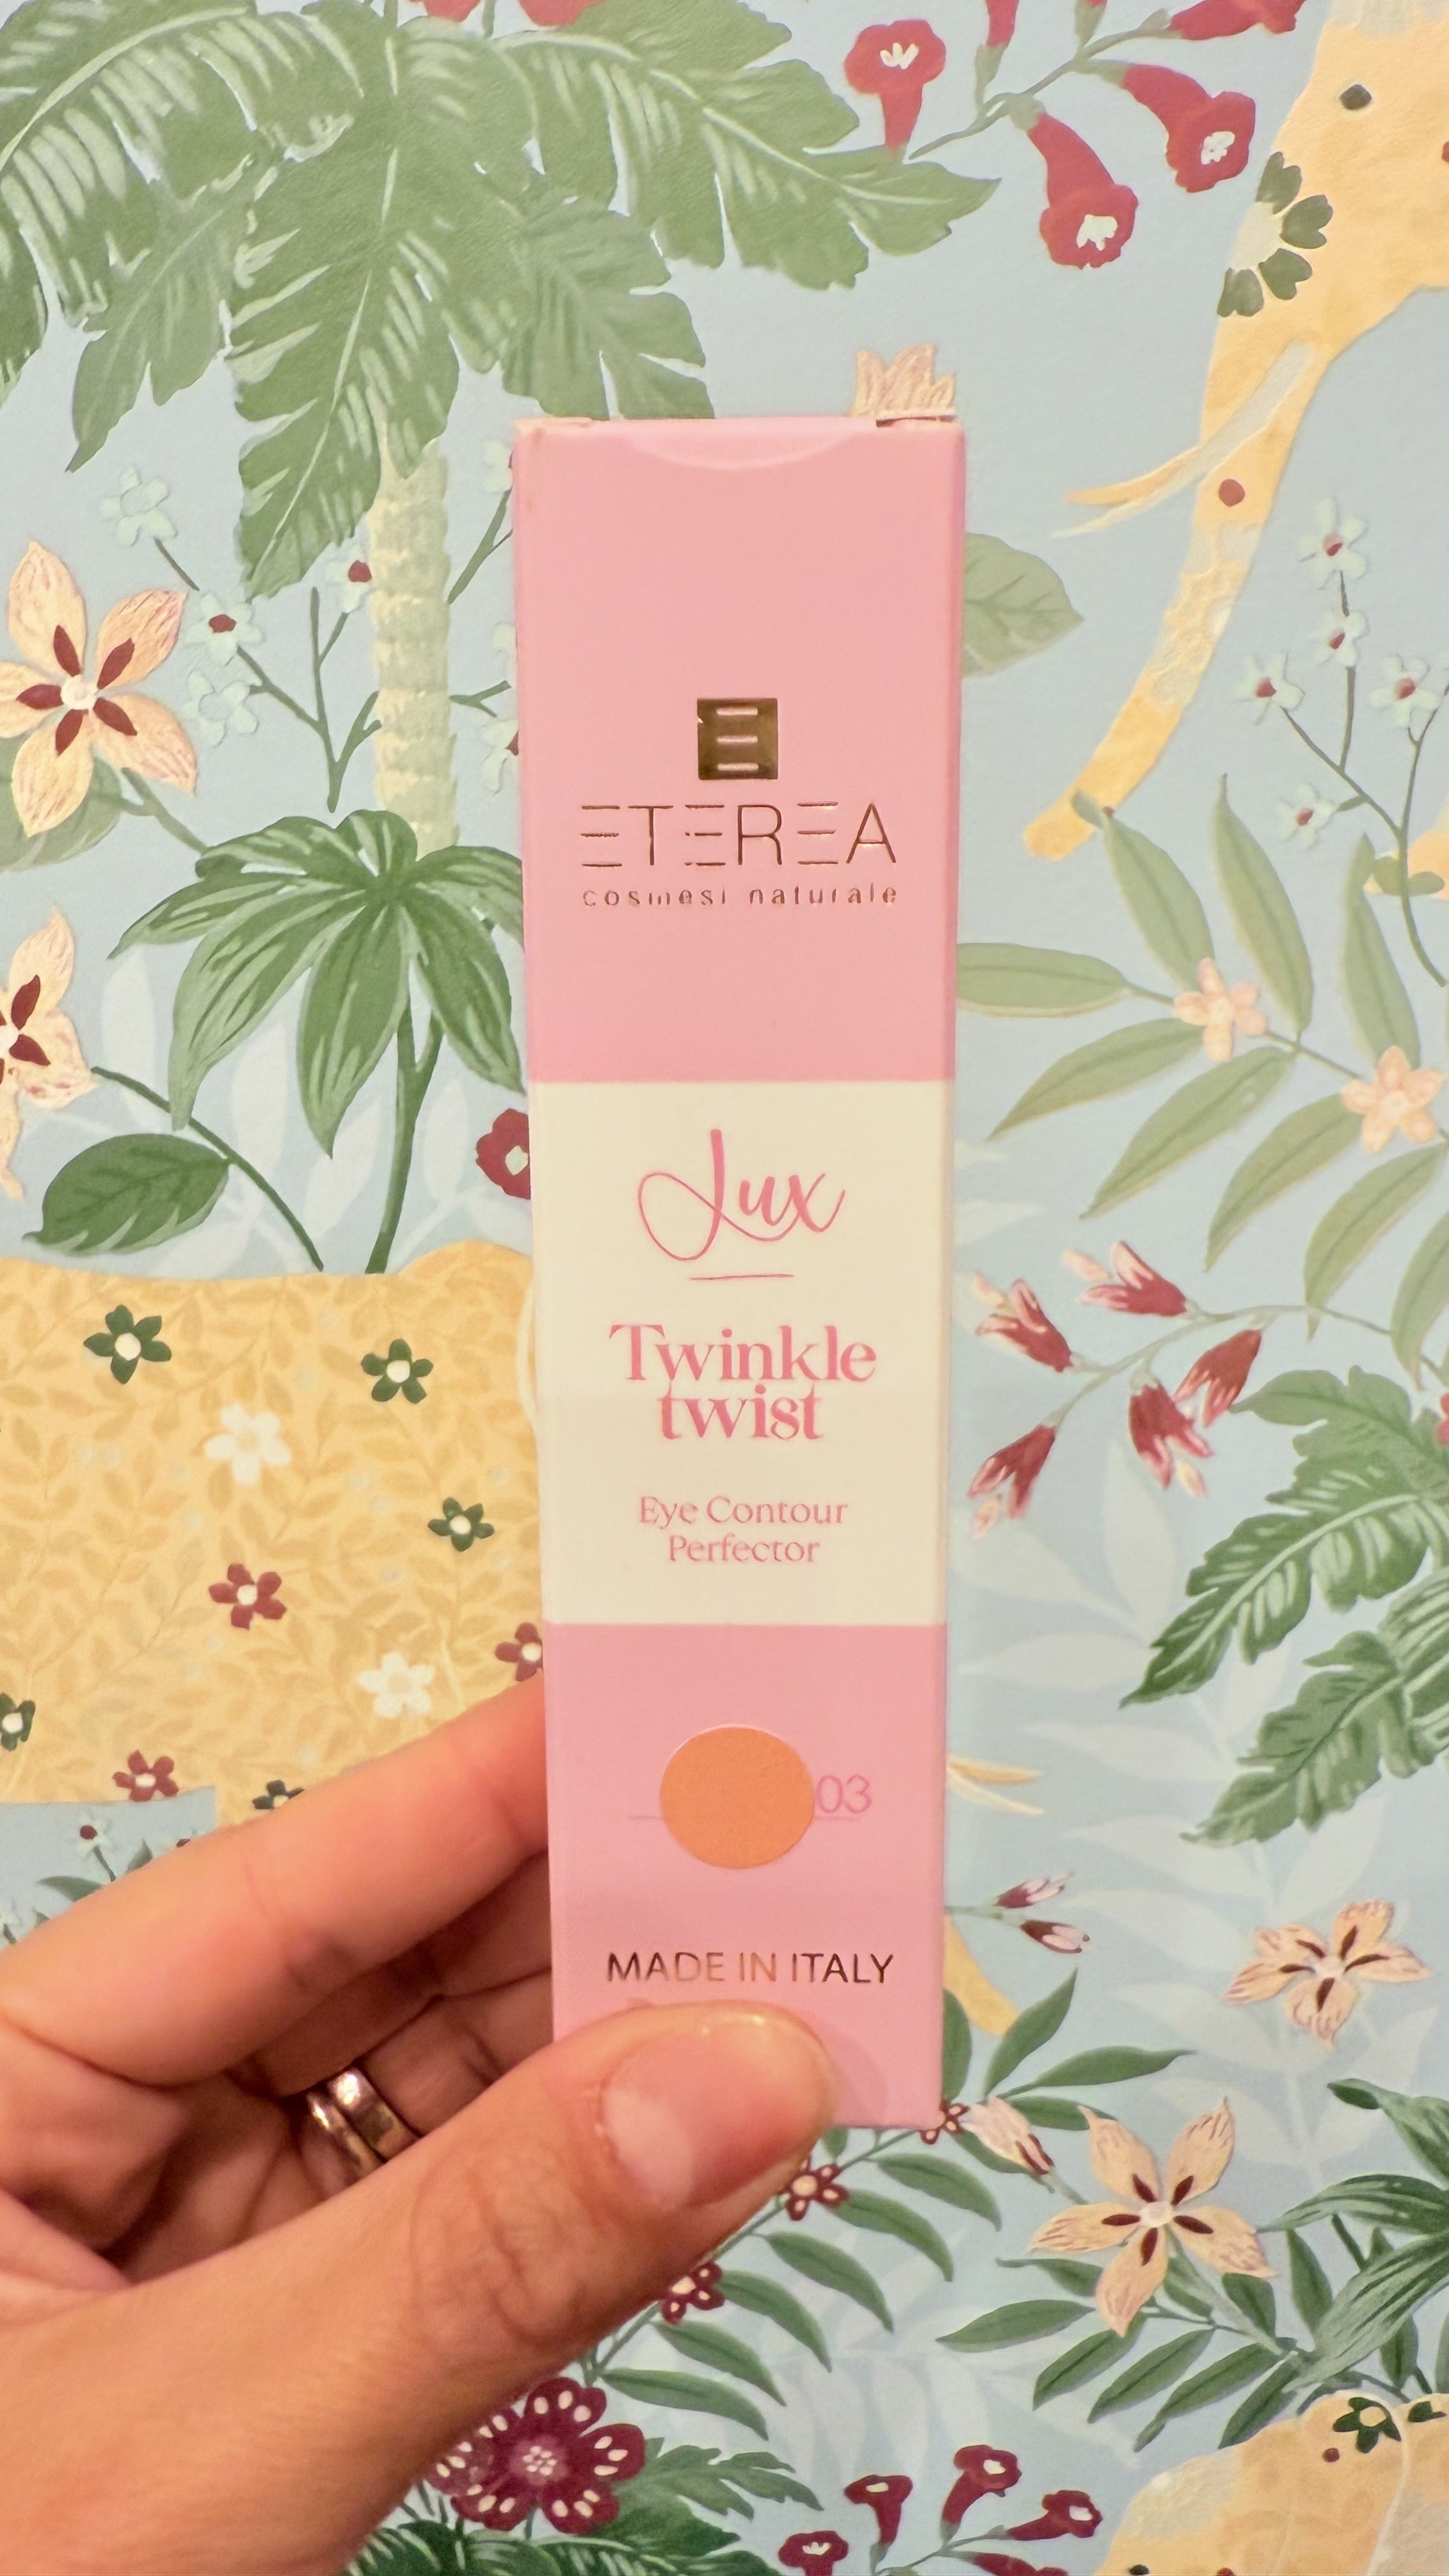 E
ETEREA
cosmesi naturale
Lux
Twinkle
twist
Eye Contour
Perfector
03
MADE IN ITALY